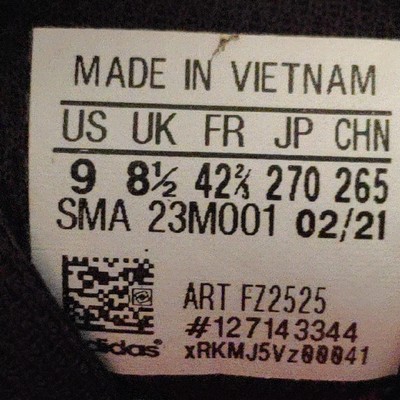 MADE IN VIETNAM
US UK FR JP CHN
9 8½ 42⅔ 270 265
SMA 23M001 02/21
ART FZ2525
#127143344
adidas xRKMJ5Vz00041